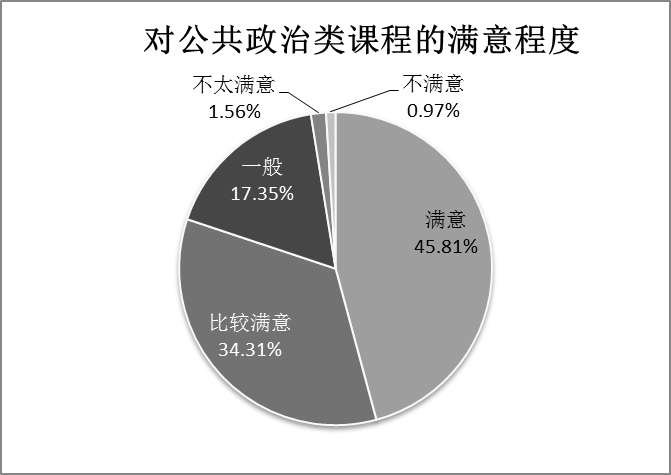 对公共政治类课程的满意程度
不太满意
1.56%
不满意
0.97%
一般
17.35%
满意
45.81%
比较满意
34.31%